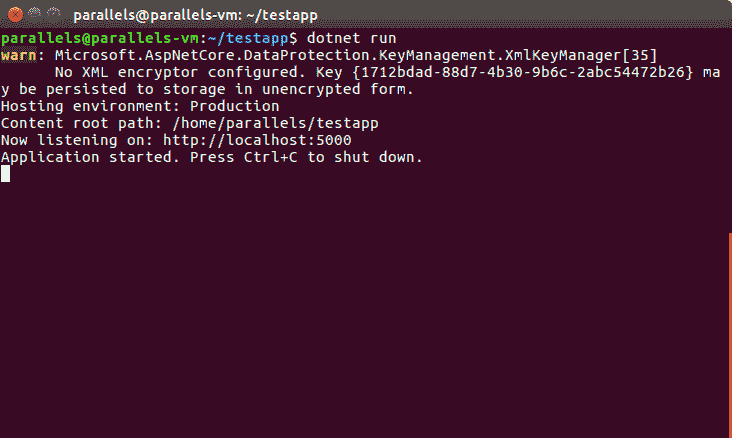 parallels@parallels-vm: ~/testapp
parallels@parallels-vm:~/testapp$ dotnet run
warn: Microsoft.AspNetCore.DataProtection.KeyManagement.XmlKeyManager[35]
      No XML encryptor configured. Key {1712bdad-88d7-4b30-9b6c-2abc54472b26} ma
y be persisted to storage in unencrypted form.
Hosting environment: Production
Content root path: /home/parallels/testapp
Now listening on: http://localhost:5000
Application started. Press Ctrl+C to shut down.